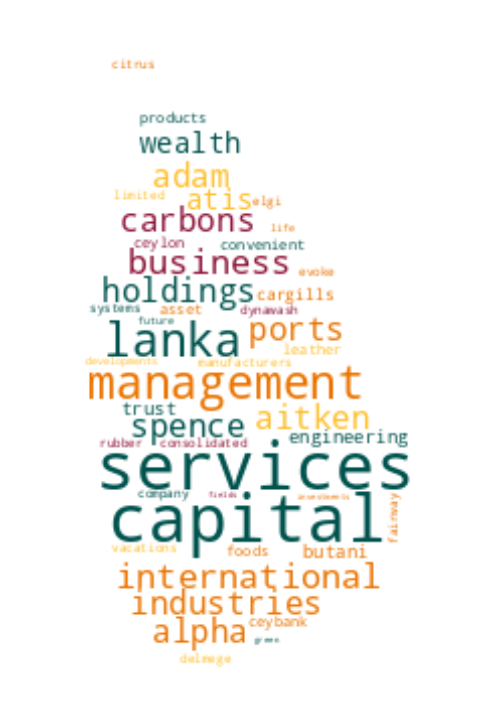 citrus
products
wealth
adam
limited atis elgi
carbons life
ceylon convenient
business evoke
holdings cargills
systems asset dynawash
future lanka ports
leather
developments manufacturers
management
trust
spence aitken
rubber consolidated engineering
services
company fields investments
capital fairway
vacations foods butani
international
industries
alpha ceybank
green
delmege